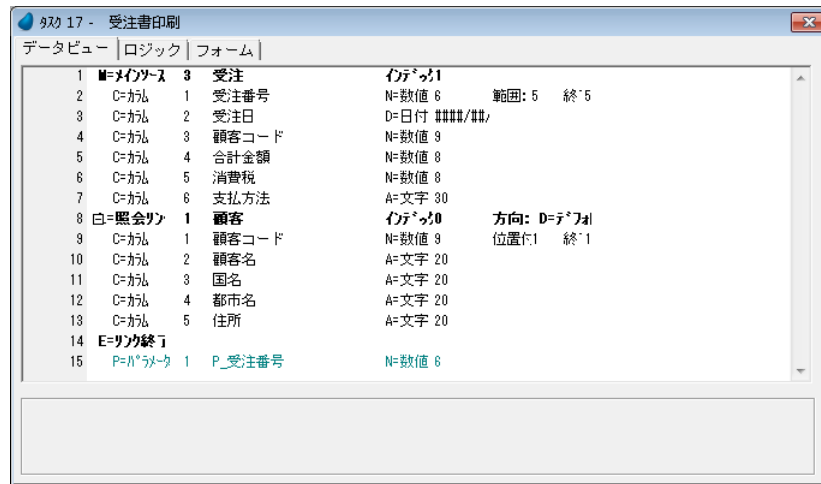 ﾀｽｸ 17 - 受注書印刷
データビュー ロジック フォーム
1 M=ﾒｲﾝｿｰｽ 3 受注 ｲﾝﾃﾞｯｸ1
2 C=ｶﾗﾑ 1 受注番号 N=数値 6 範囲: 5 終 5
3 C=ｶﾗﾑ 2 受注日 D=日付 ####/##/
4 C=ｶﾗﾑ 3 顧客コード N=数値 9
5 C=ｶﾗﾑ 4 合計金額 N=数値 8
6 C=ｶﾗﾑ 5 消費税 N=数値 8
7 C=ｶﾗﾑ 6 支払方法 A=文字 30
8 =照会ﾘﾝ 1 顧客 ｲﾝﾃﾞｯｸ0 方向: D=ﾃﾞﾌｫ
9 C=ｶﾗﾑ 1 顧客コード N=数値 9 位置付1 終 1
10 C=ｶﾗﾑ 2 顧客名 A=文字 20
11 C=ｶﾗﾑ 3 国名 A=文字 20
12 C=ｶﾗﾑ 4 都市名 A=文字 20
13 C=ｶﾗﾑ 5 住所 A=文字 20
14 E=ﾘﾝｸ終了
15 P=ﾊﾟﾗﾒｰﾀ 1 P_受注番号 N=数値 6